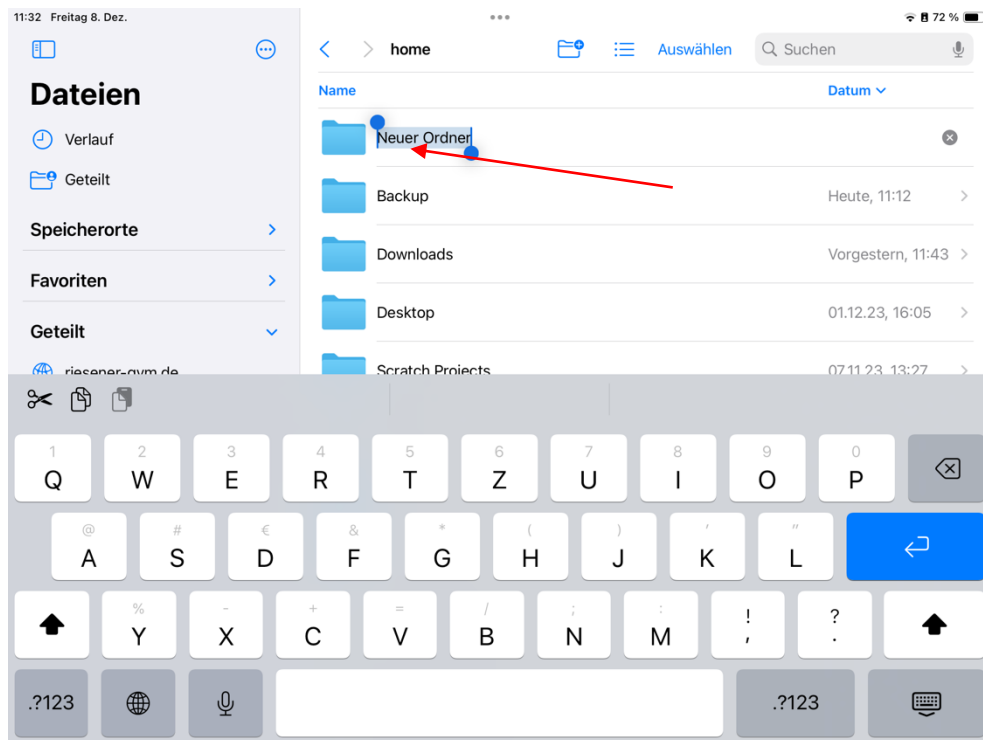 11:32 Freitag 8. Dez.
72 %
home
Auswählen
Suchen
Dateien
Name
Datum
Verlauf
Neuer Ordner
Geteilt
Backup
Heute, 11:12
Speicherorte
Downloads
Vorgestern, 11:43
Favoriten
Desktop
01.12.23, 16:05
Geteilt
riesener-gym.de
Scratch Projects
07.11.23, 13:27
1 2 3 4 5 6 7 8 9 0
Q W E R T Z U I O P
@ # € & * ( ) ' "
A S D F G H J K L
% - + = / ; : ! ?
Y X C V B N M , .
.?123 .?123